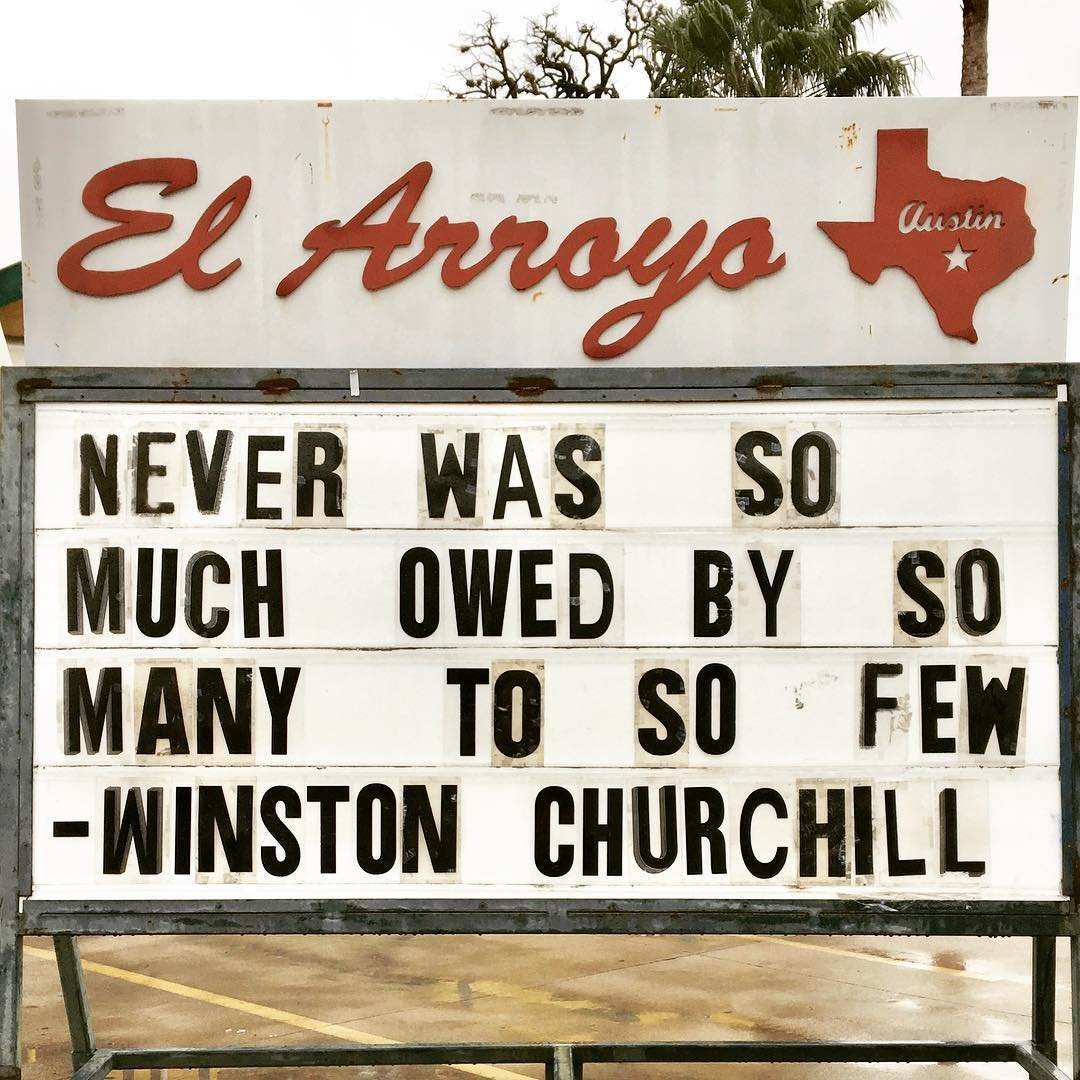 El Arroyo
Austin
NEVER WAS SO
MUCH OWED BY SO
MANY TO SO FEW
-WINSTON CHURCHILL